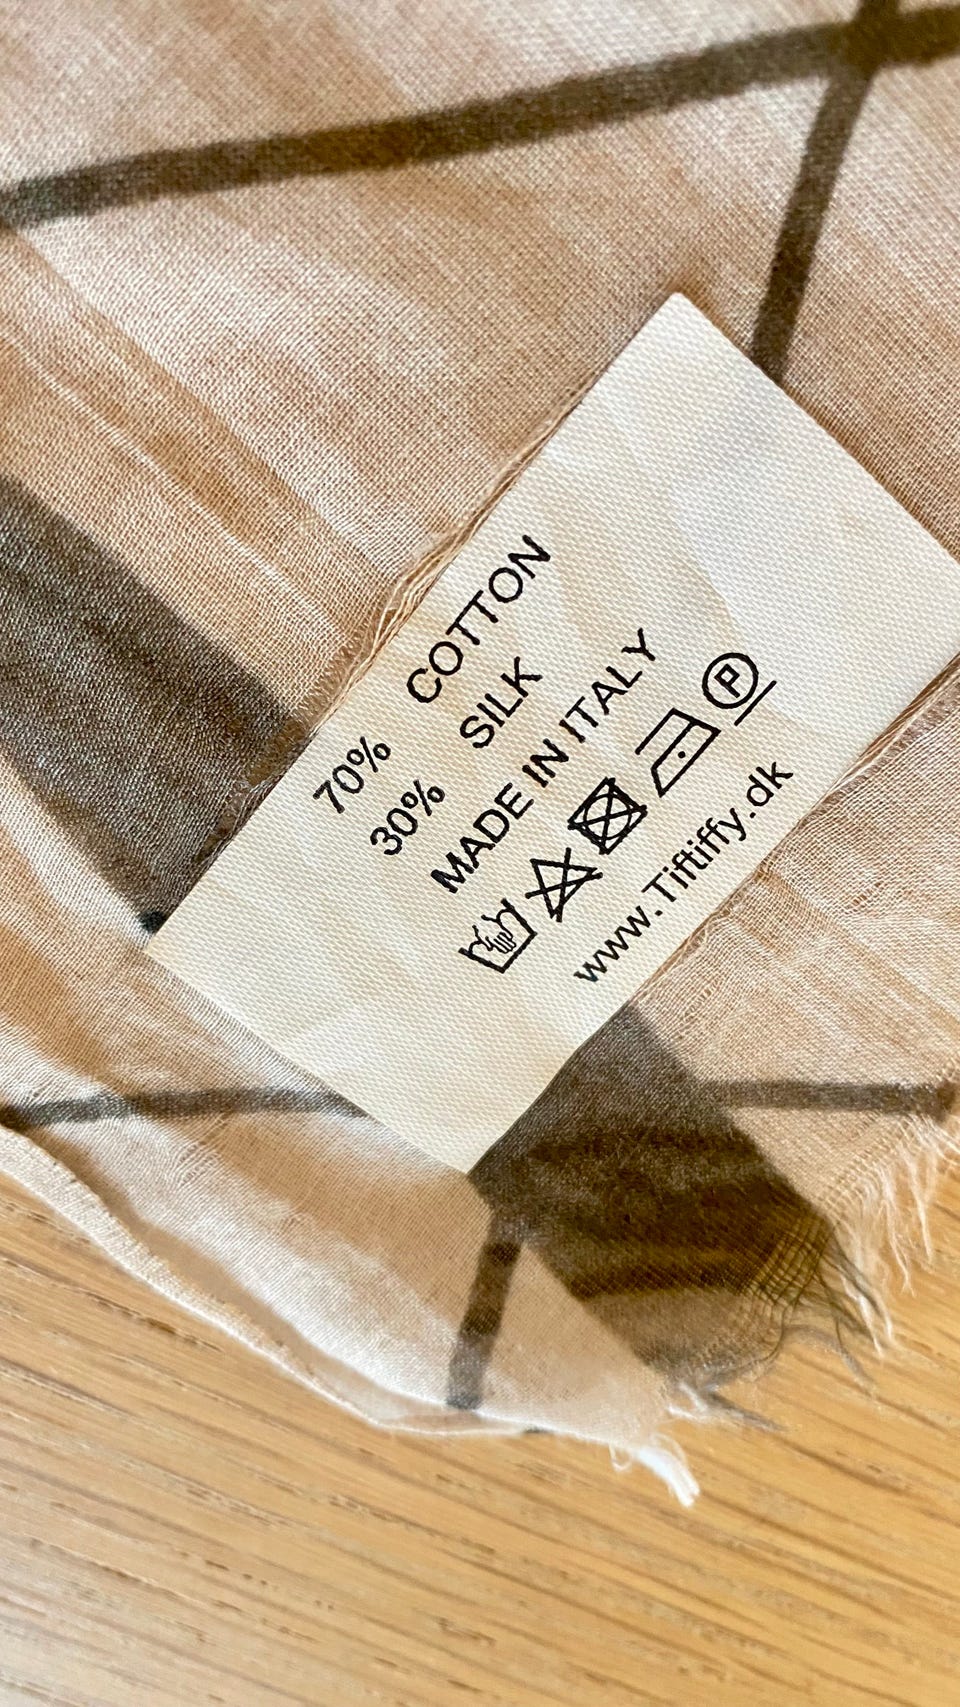 70% COTTON
30% SILK
MADE IN ITALY
P
www.Tiftiffy.dk